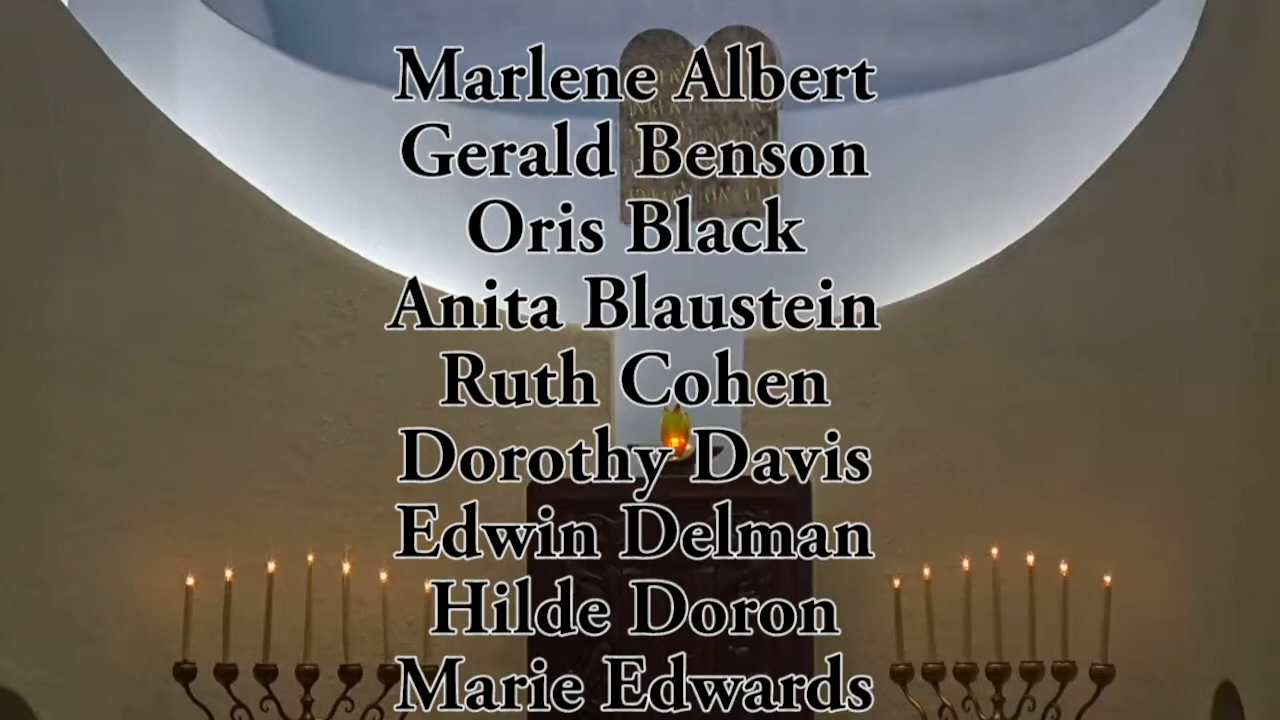 Marlene Albert
Gerald Benson
Oris Black
Anita Blaustein
Ruth Cohen
Dorothy Davis
Edwin Delman
Hilde Doron
Marie Edwards